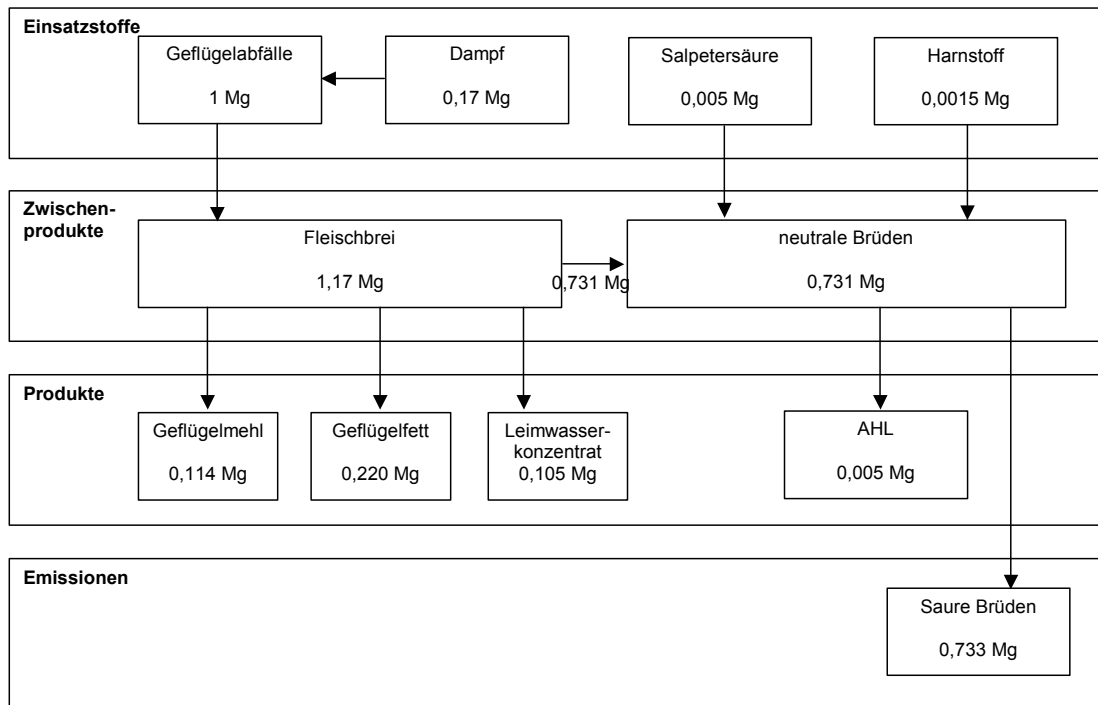 Einsatzstoffe
Geflügelabfälle
1 Mg
Dampf
0,17 Mg
Salpetersäure
0,005 Mg
Harnstoff
0,0015 Mg
Zwischen-
produkte
Fleischbrei
1,17 Mg
0,731 Mg
neutrale Brüden
0,731 Mg
Produkte
Geflügelmehl
0,114 Mg
Geflügelfett
0,220 Mg
Leimwasser-
konzentrat
0,105 Mg
AHL
0,005 Mg
Emissionen
Saure Brüden
0,733 Mg